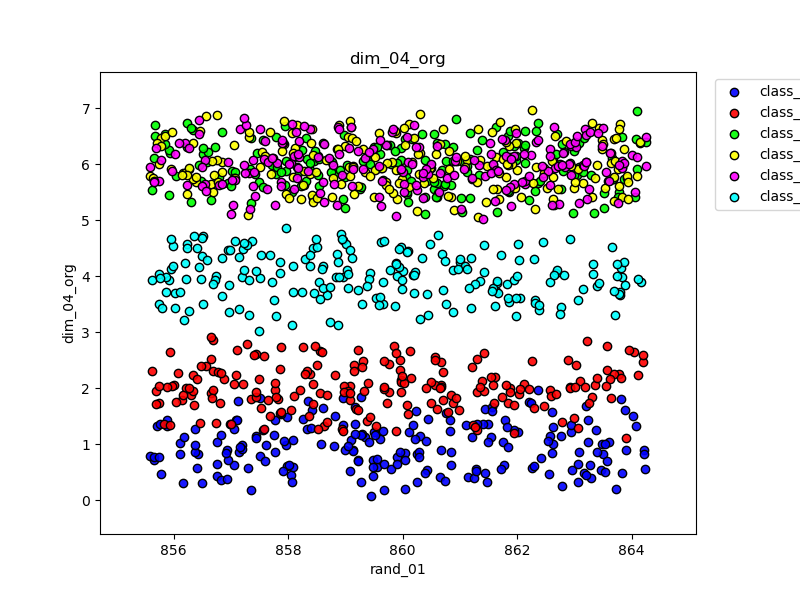 dim_04_org
7
6
5
4
3
2
1
0
dim_04_org
856
858
860
862
864
rand_01
class_
class_
class_
class_
class_
class_